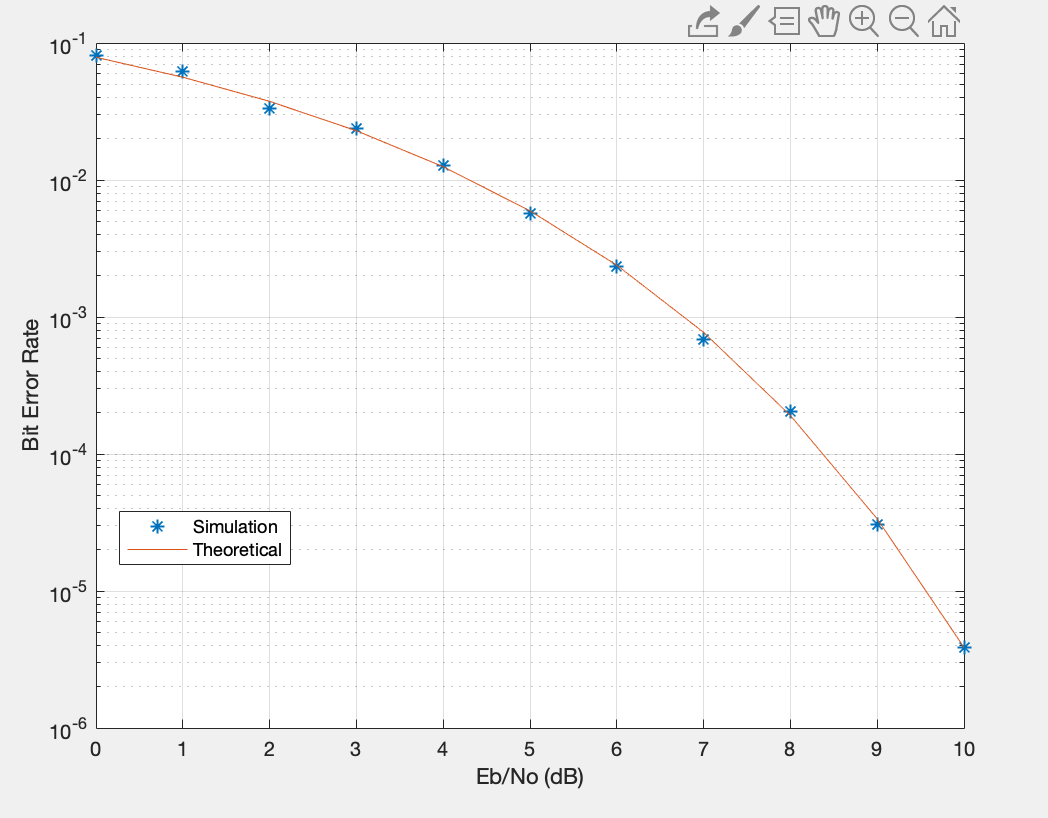 10^-1
10^-2
10^-3
10^-4
10^-5
10^-6
Bit Error Rate
Simulation
Theoretical
0 1 2 3 4 5 6 7 8 9 10
Eb/No (dB)